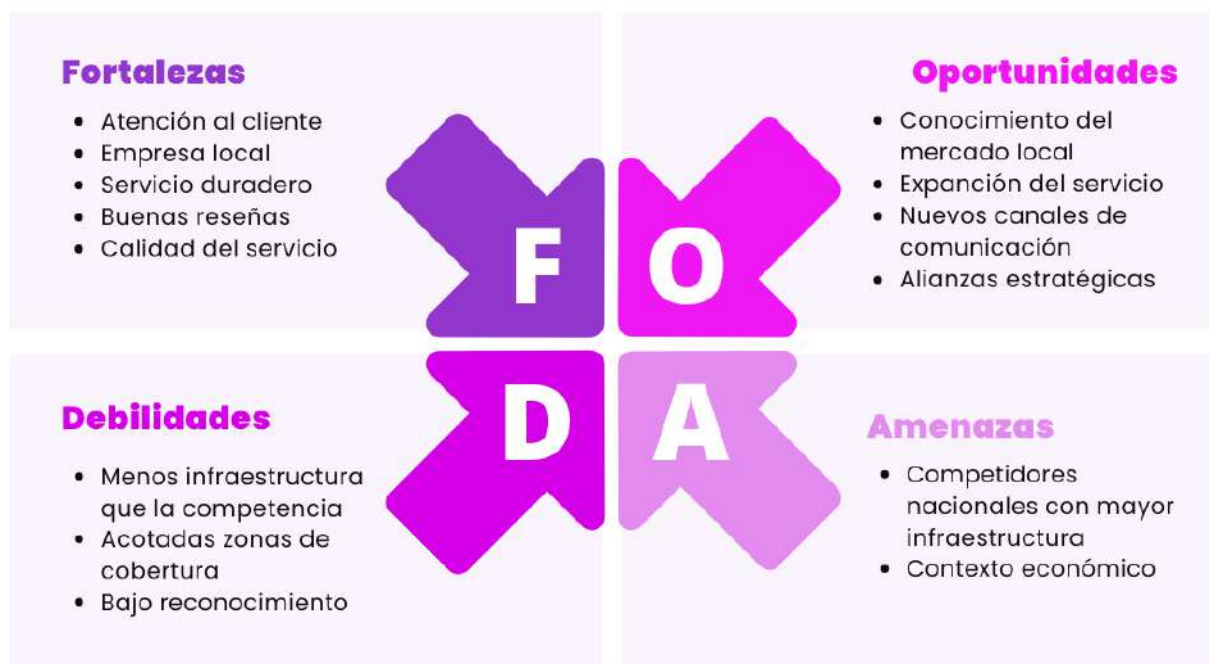 Fortalezas
• Atención al cliente
• Empresa local
• Servicio duradero
• Buenas reseñas
• Calidad del servicio
Oportunidades
• Conocimiento del
mercado local
• Expanción del servicio
• Nuevos canales de
comunicación
• Alianzas estratégicas
F O
D A
Debilidades
• Menos infraestructura
que la competencia
• Acotadas zonas de
cobertura
• Bajo reconocimiento
Amenazas
• Competidores
nacionales con mayor
infraestructura
• Contexto económico